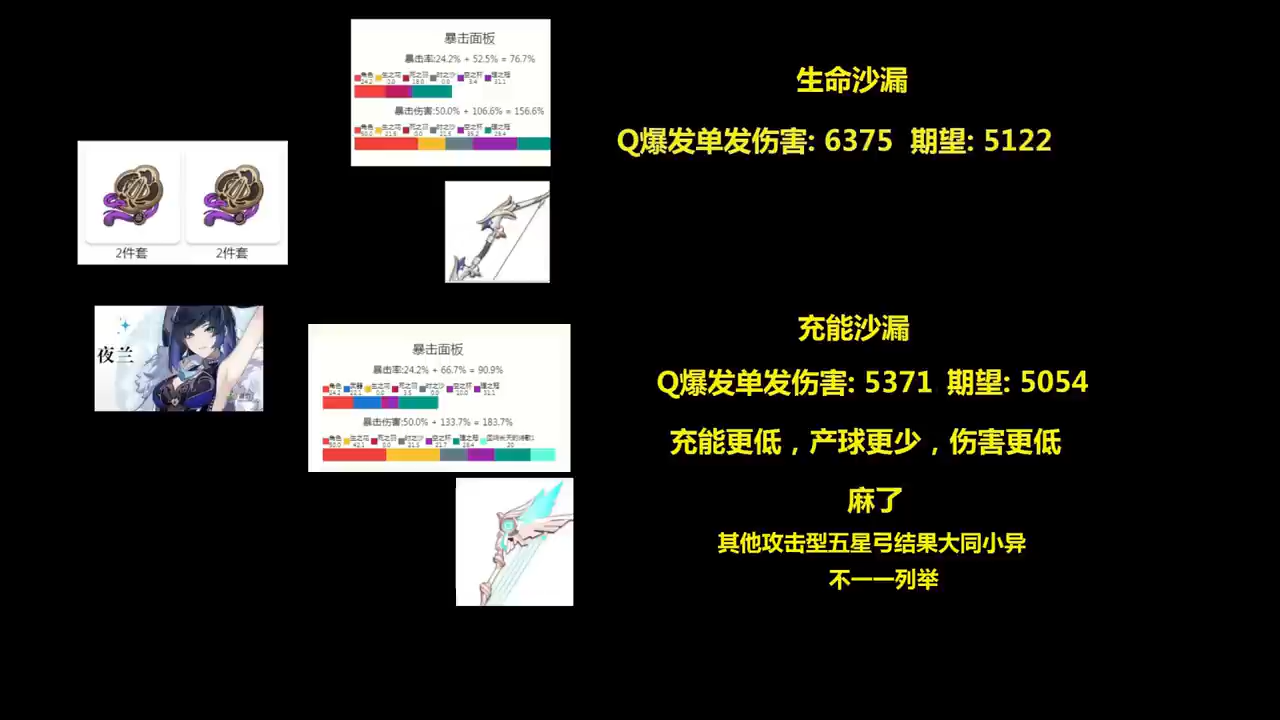 暴击面板
暴击率:24.2% + 52.5% = 76.7%
暴击伤害:50.0% + 106.6% = 156.6%
生命沙漏
Q爆发单发伤害: 6375 期望: 5122
2件套
2件套
夜兰
暴击面板
暴击率:24.2% + 66.7% = 90.9%
暴击伤害:50.0% + 133.7% = 183.7%
充能沙漏
Q爆发单发伤害: 5371 期望: 5054
充能更低，产球更少，伤害更低
麻了
其他攻击型五星弓结果大同小异
不一一列举